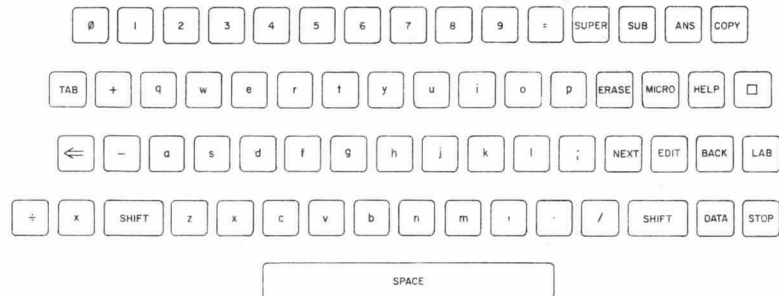 Ø 1 2 3 4 5 6 7 8 9 = SUPER SUB ANS COPY
TAB + q w e r t y u i o p ERASE MICRO HELP □
⇐ − a s d f g h j k l ; NEXT EDIT BACK LAB
÷ x SHIFT z x c v b n m , . / SHIFT DATA STOP
SPACE